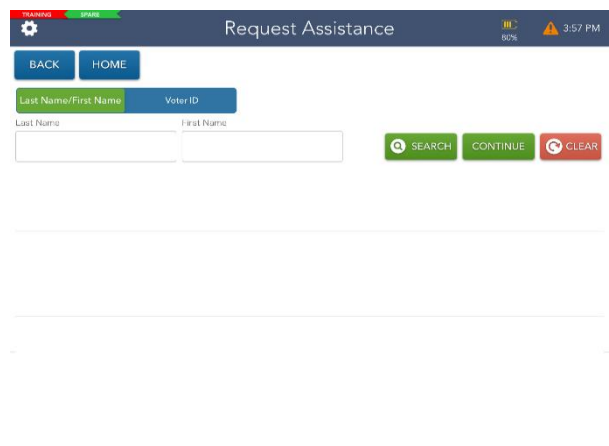 TRAINING SPARE
Request Assistance
80%
3:57 PM
BACK HOME
Last Name/First Name Voter ID
Last Name First Name
SEARCH CONTINUE CLEAR